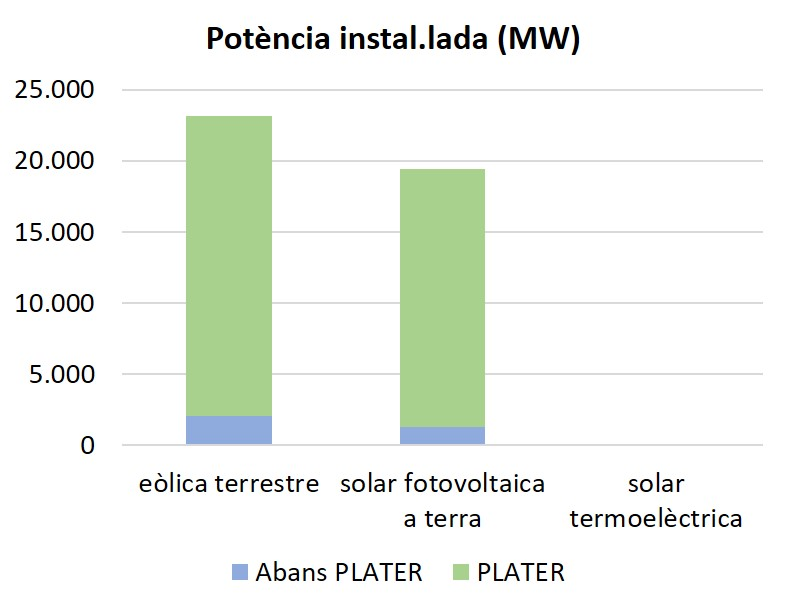 Potència instal.lada (MW)
25.000
20.000
15.000
10.000
5.000
0
eòlica terrestre
solar fotovoltaica
a terra
solar
termoelèctrica
Abans PLATER
PLATER